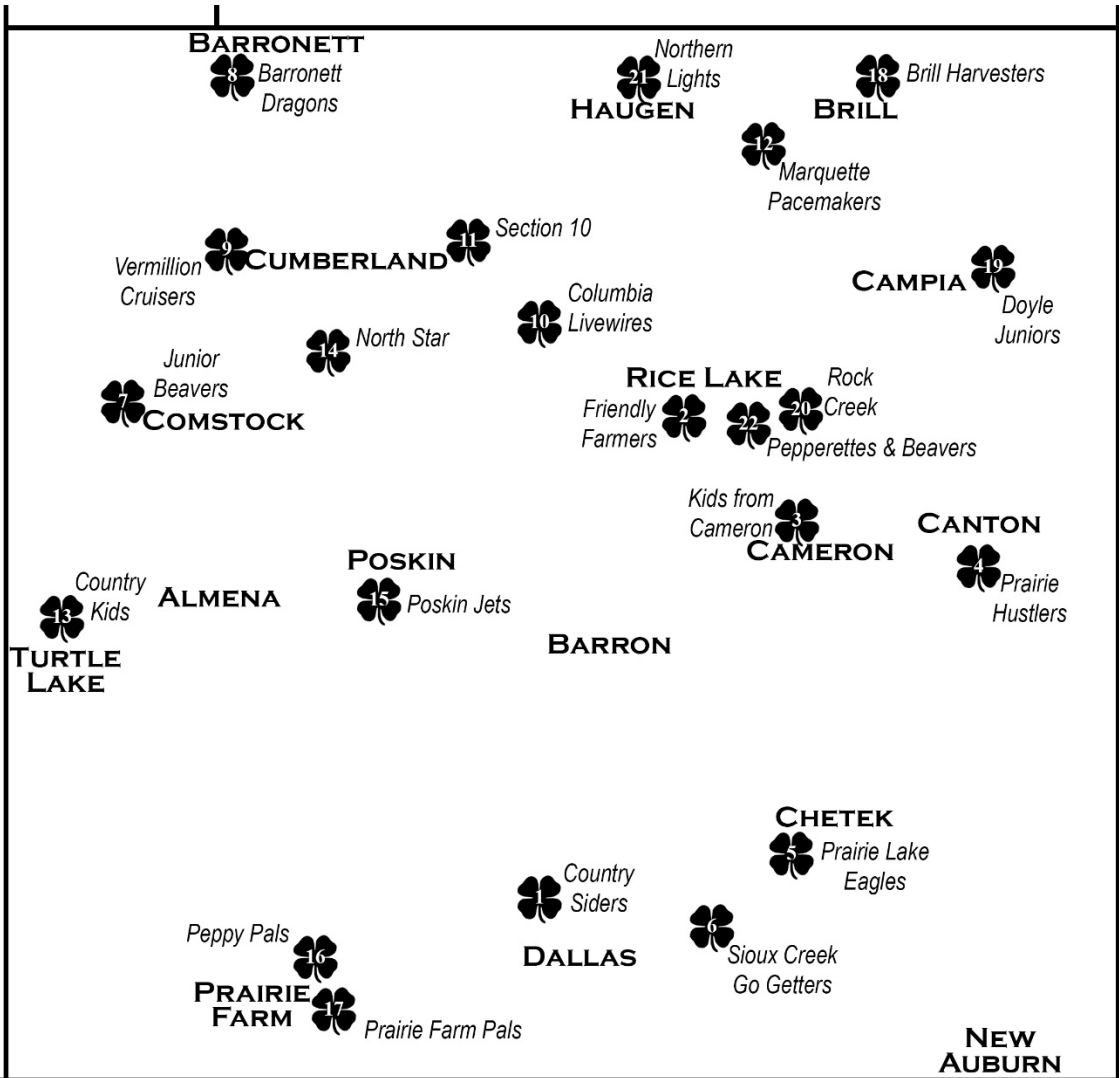 BARRONETT
8
Barronett
Dragons
Northern
Lights
21
HAUGEN
18
Brill Harvesters
BRILL
12
Marquette
Pacemakers
9
Vermillion
Cruisers
CUMBERLAND
11
Section 10
CAMPIA
19
Doyle
Juniors
10
Columbia
Livewires
14
North Star
Junior
Beavers
7
COMSTOCK
RICE LAKE
Friendly
Farmers
2
22
Pepperettes & Beavers
20
Rock
Creek
Kids from
Cameron
3
CAMERON
CANTON
4
Prairie
Hustlers
Country
Kids
13
TURTLE
LAKE
ALMENA
POSKIN
15
Poskin Jets
BARRON
CHETEK
5
Prairie Lake
Eagles
1
Country
Siders
DALLAS
6
Sioux Creek
Go Getters
Peppy Pals
16
PRAIRIE
FARM
17
Prairie Farm Pals
NEW
AUBURN